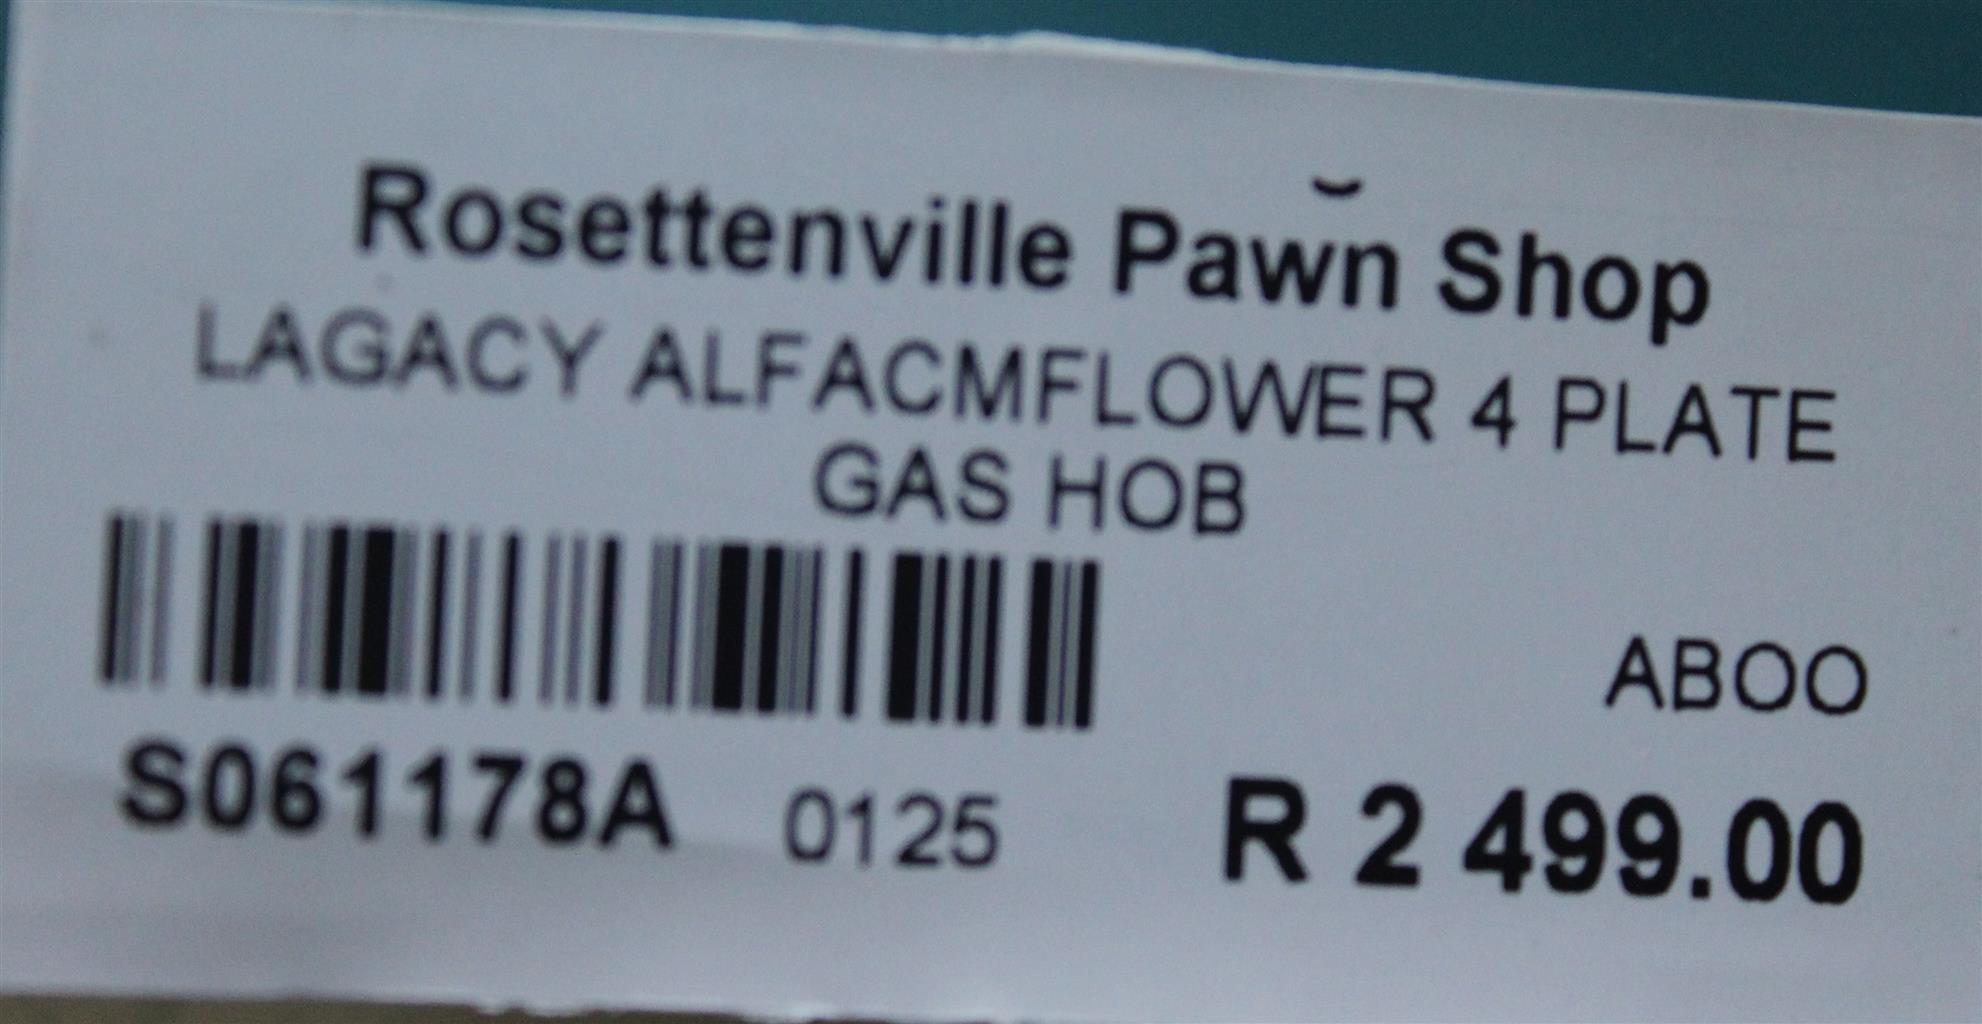 Rosettenville Pawn Shop
LAGACY ALFACMFLOWER 4 PLATE
GAS HOB
ABOO
S061178A 0125 R 2 499.00